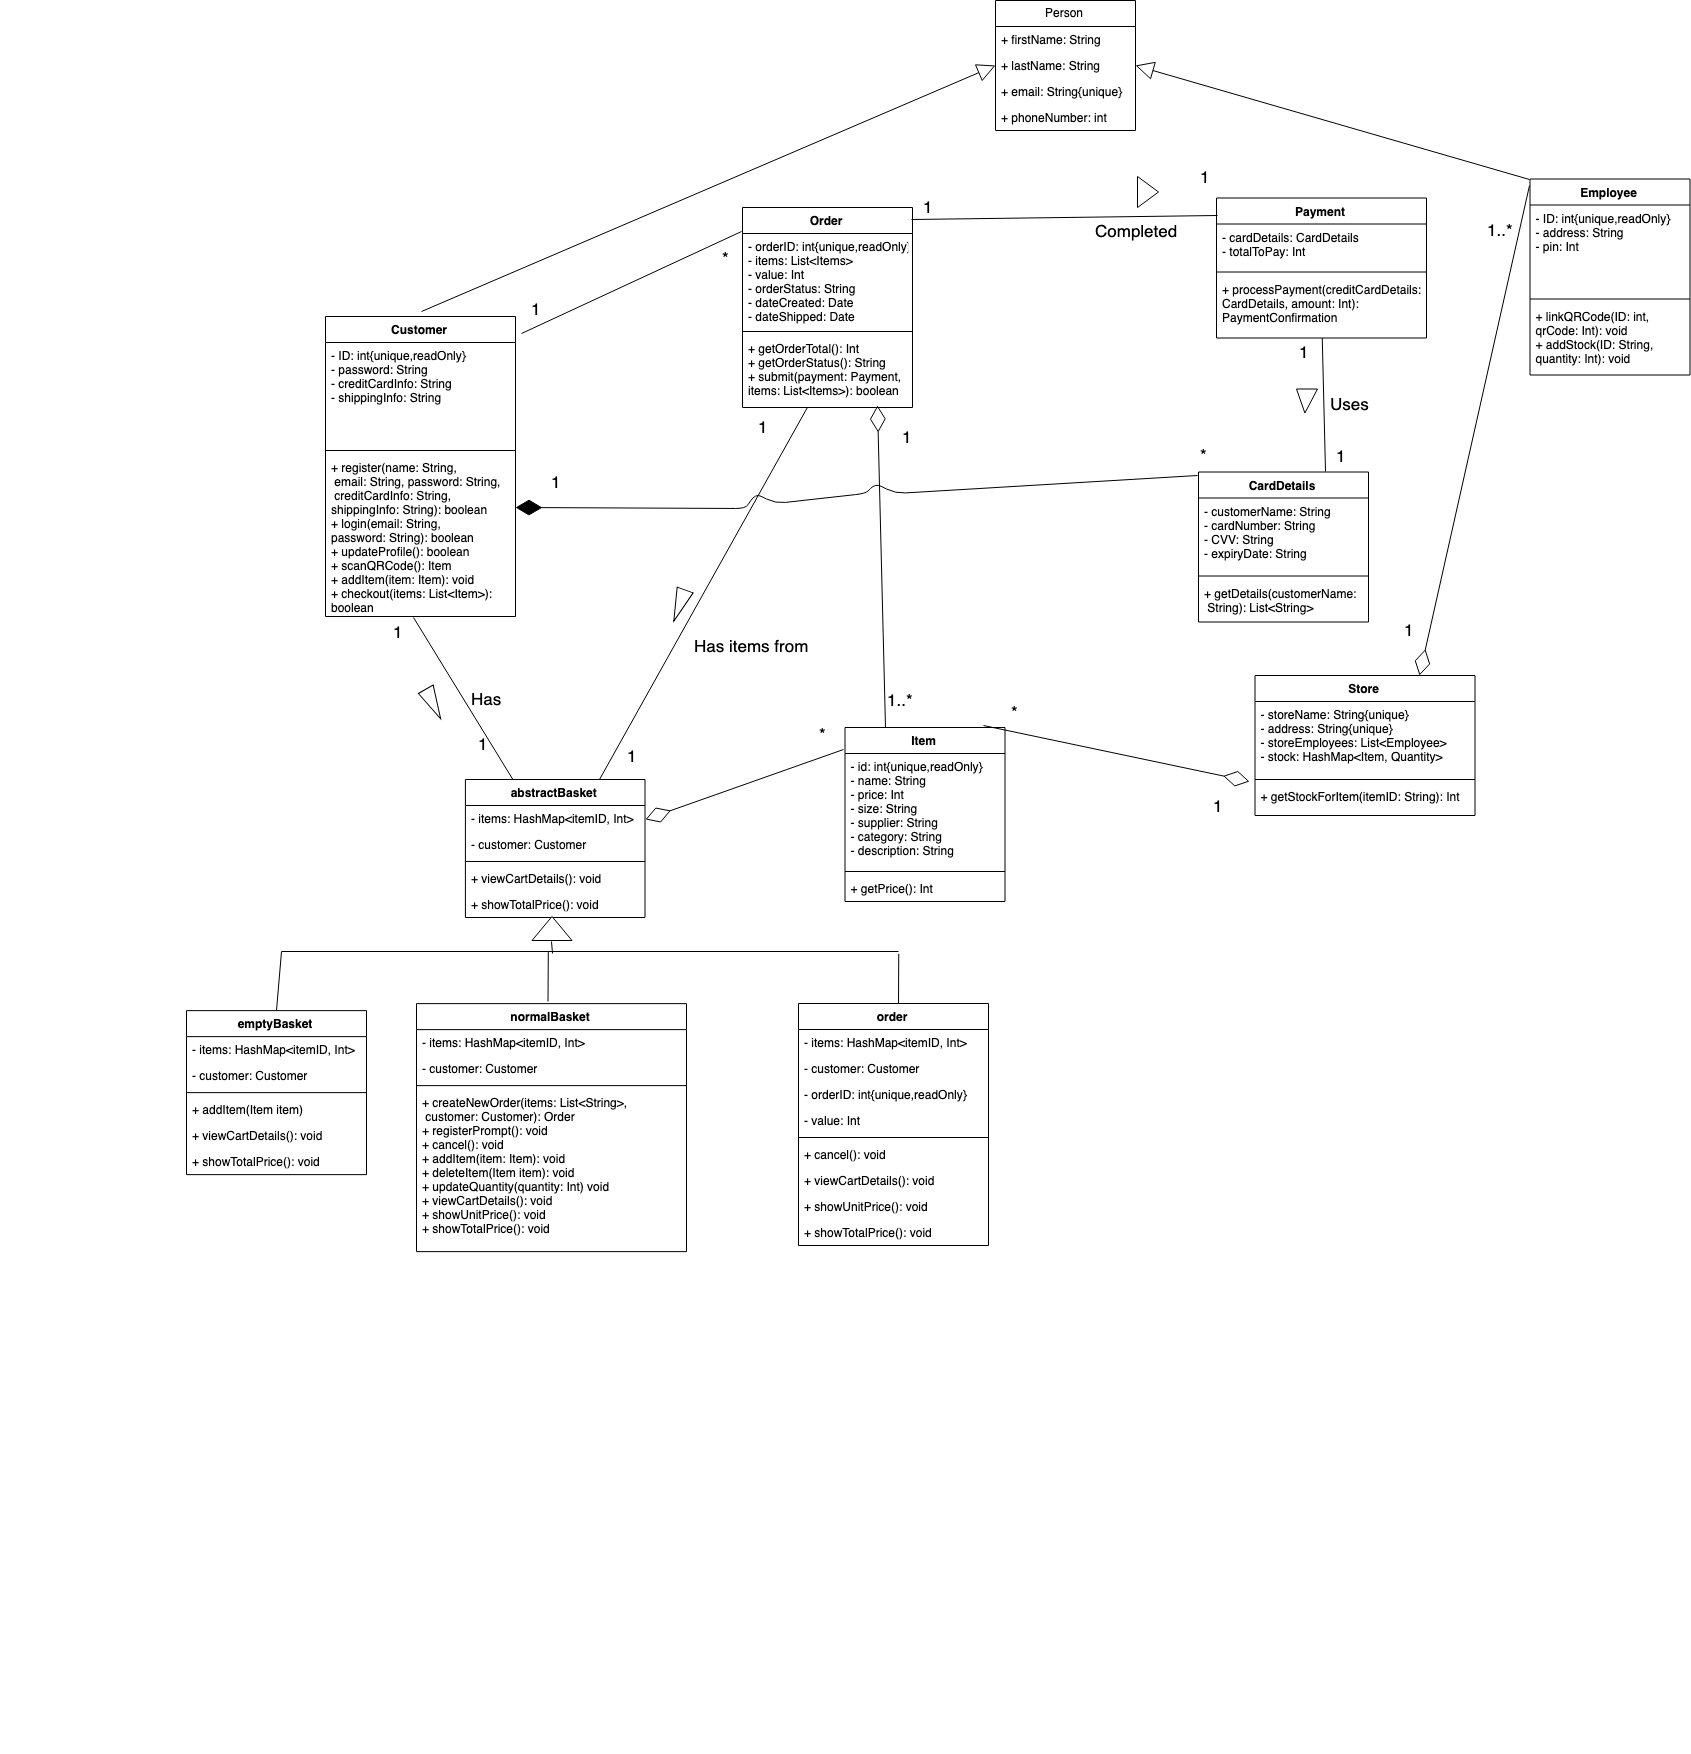 Person
+ firstName: String
+ lastName: String
+ email: String{unique}
+ phoneNumber: int
Employee
- ID: int{unique,readOnly}
- address: String
- pin: Int
+ linkQRCode(ID: int,
qrCode: Int): void
+ addStock(ID: String,
quantity: Int): void
1..*
Order
- orderID: int{unique,readOnly}
- items: List<Items>
- value: Int
- orderStatus: String
- dateCreated: Date
- dateShipped: Date
+ getOrderTotal(): Int
+ getOrderStatus(): String
+ submit(payment: Payment,
items: List<Items>): boolean
1
1
Completed
Payment
- cardDetails: CardDetails
- totalToPay: Int
+ processPayment(creditCardDetails:
CardDetails, amount: Int):
PaymentConfirmation
*
1
Customer
- ID: int{unique,readOnly}
- password: String
- creditCardInfo: String
- shippingInfo: String
+ register(name: String,
email: String, password: String,
creditCardInfo: String,
shippingInfo: String): boolean
+ login(email: String,
password: String): boolean
+ updateProfile(): boolean
+ scanQRCode(): Item
+ addItem(item: Item): void
+ checkout(items: List<Item>):
boolean
1
Uses
1
1
1
1
*
CardDetails
- customerName: String
- cardNumber: String
- CVV: String
- expiryDate: String
+ getDetails(customerName:
String): List<String>
1
Has
1
Has items from
1
1..*
*
*
1
1
Store
- storeName: String{unique}
- address: String{unique}
- storeEmployees: List<Employee>
- stock: HashMap<Item, Quantity>
+ getStockForItem(itemID: String): Int
Item
- id: int{unique,readOnly}
- name: String
- price: Int
- size: String
- supplier: String
- category: String
- description: String
+ getPrice(): Int
abstractBasket
- items: HashMap<itemID, Int>
- customer: Customer
+ viewCartDetails(): void
+ showTotalPrice(): void
emptyBasket
- items: HashMap<itemID, Int>
- customer: Customer
+ addItem(Item item)
+ viewCartDetails(): void
+ showTotalPrice(): void
normalBasket
- items: HashMap<itemID, Int>
- customer: Customer
+ createNewOrder(items: List<String>,
customer: Customer): Order
+ registerPrompt(): void
+ cancel(): void
+ addItem(item: Item): void
+ deleteItem(Item item): void
+ updateQuantity(quantity: Int) void
+ viewCartDetails(): void
+ showUnitPrice(): void
+ showTotalPrice(): void
order
- items: HashMap<itemID, Int>
- customer: Customer
- orderID: int{unique,readOnly}
- value: Int
+ cancel(): void
+ viewCartDetails(): void
+ showUnitPrice(): void
+ showTotalPrice(): void